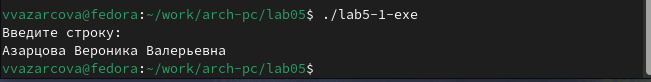 vvazarcova@fedora:~/work/arch-pc/lab05$ ./lab5-1-exe
Введите строку:
Азарцова Вероника Валерьевна
vvazarcova@fedora:~/work/arch-pc/lab05$